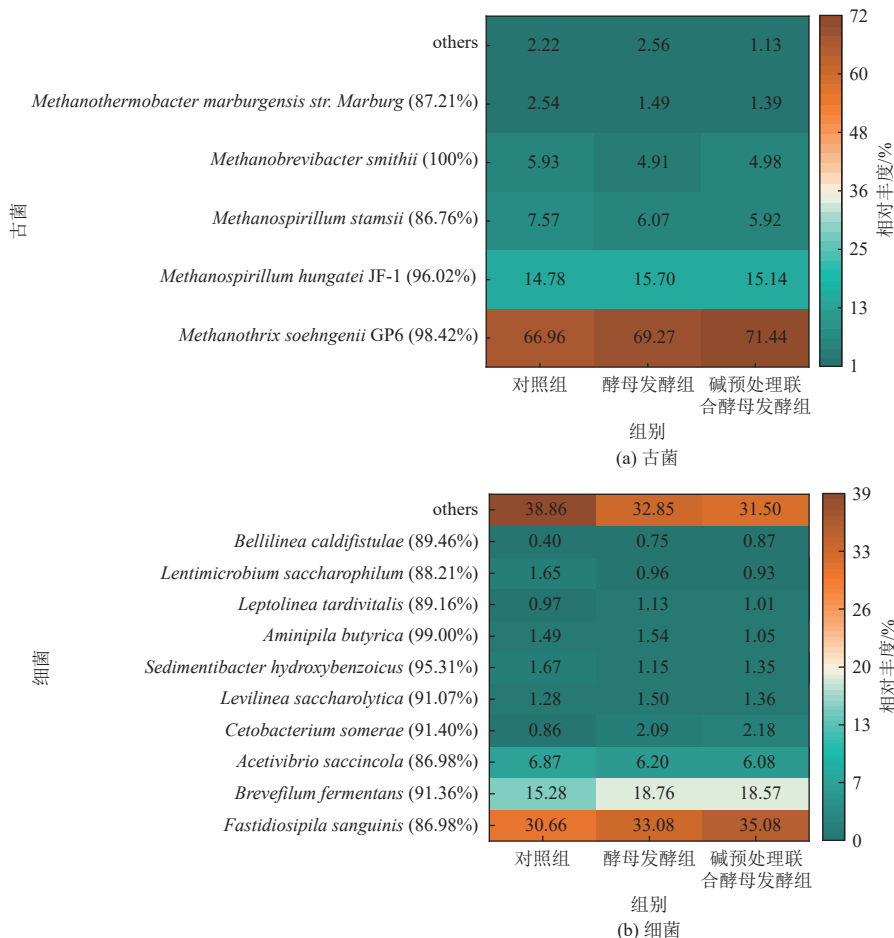 others 2.22 2.56 1.13
Methanothermobacter marburgensis str. Marburg (87.21%) 2.54 1.49 1.39
Methanobrevibacter smithii (100%) 5.93 4.91 4.98
Methanospirillum stamsii (86.76%) 7.57 6.07 5.92
Methanospirillum hungatei JF-1 (96.02%) 14.78 15.70 15.14
Methanothrix soehngenii GP6 (98.42%) 66.96 69.27 71.44
古菌
对照组 酵母发酵组 碱预处理联
合酵母发酵组
组别
72
60
48
36
25
13
1
相对丰度/%
(a) 古菌
others 38.86 32.85 31.50
Bellilinea caldifistulae (89.46%) 0.40 0.75 0.87
Lentimicrobium saccharophilum (88.21%) 1.65 0.96 0.93
Leptolinea tardivitalis (89.16%) 0.97 1.13 1.01
Aminipila butyrica (99.00%) 1.49 1.54 1.05
Sedimentibacter hydroxybenzoicus (95.31%) 1.67 1.15 1.35
Levilinea saccharolytica (91.07%) 1.28 1.50 1.36
Cetobacterium somerae (91.40%) 0.86 2.09 2.18
Acetivibrio saccincola (86.98%) 6.87 6.20 6.08
Brevefilum fermentans (91.36%) 15.28 18.76 18.57
Fastidiosipila sanguinis (86.98%) 30.66 33.08 35.08
细菌
对照组 酵母发酵组 碱预处理联
合酵母发酵组
组别
39
33
26
20
13
7
0
相对丰度/%
(b) 细菌